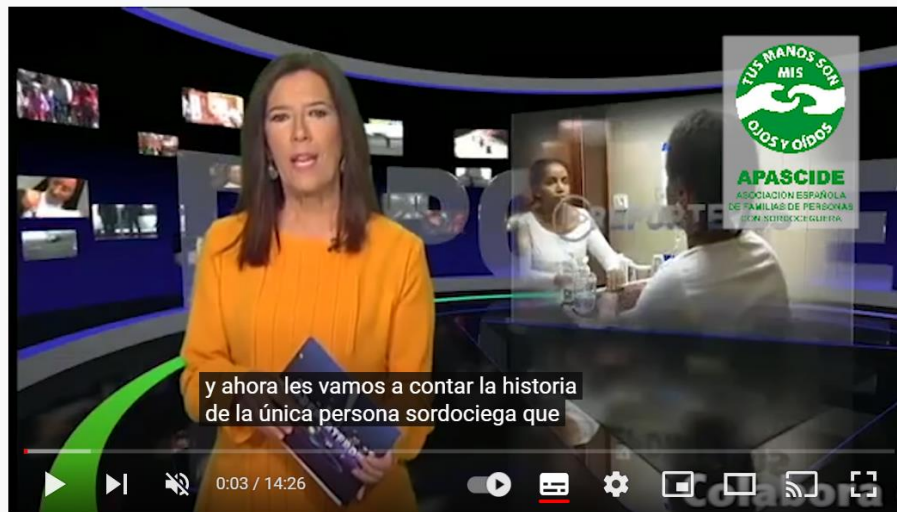 TUS MANOS SON
MIS
OJOS Y OÍDOS
APASCIDE
ASOCIACIÓN ESPAÑOLA
DE FAMILIAS DE PERSONAS
CON SORDOCEGUERA
y ahora les vamos a contar la historia
de la única persona sordociega que
0:03 / 14:26
Colabora